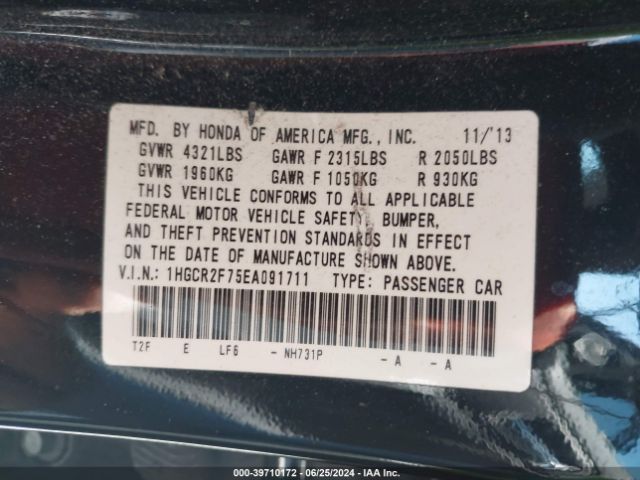 MFD. BY HONDA OF AMERICA MFG., INC. 11/'13
GVWR 4321LBS GAWR F 2315LBS R 2050LBS
GVWR 1960KG GAWR F 1050KG R 930KG
THIS VEHICLE CONFORMS TO ALL APPLICABLE
FEDERAL MOTOR VEHICLE SAFETY, BUMPER,
AND THEFT PREVENTION STANDARDS IN EFFECT
ON THE DATE OF MANUFACTURE SHOWN ABOVE.
V.I.N.: 1HGCR2F75EA091711 TYPE: PASSENGER CAR
T2F E LF6 - NH731P - A - A
000-39710172 - 06/25/2024 - IAA Inc.